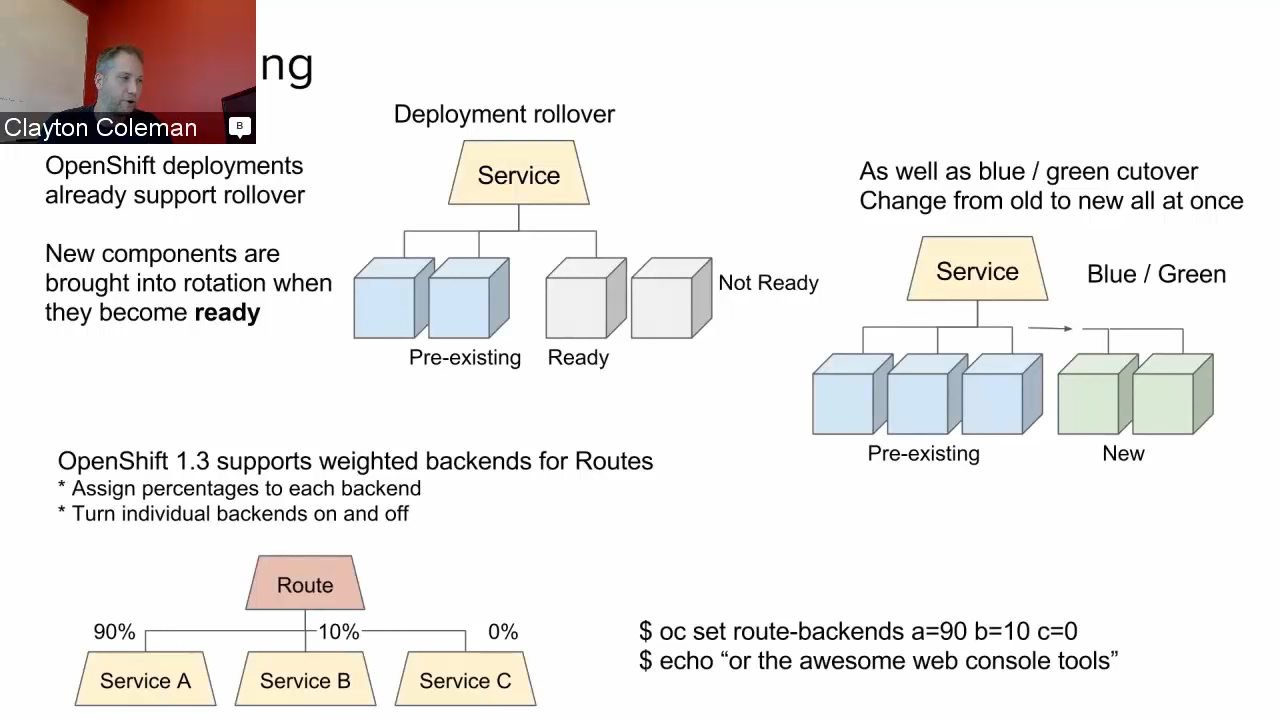 ng
Clayton Coleman
B
OpenShift deployments
already support rollover
New components are
brought into rotation when
they become ready
Deployment rollover
Service
Not Ready
Pre-existing
Ready
As well as blue / green cutover
Change from old to new all at once
Service
Blue / Green
Pre-existing
New
OpenShift 1.3 supports weighted backends for Routes
* Assign percentages to each backend
* Turn individual backends on and off
Route
90%
10%
0%
Service A
Service B
Service C
$ oc set route-backends a=90 b=10 c=0
$ echo “or the awesome web console tools”